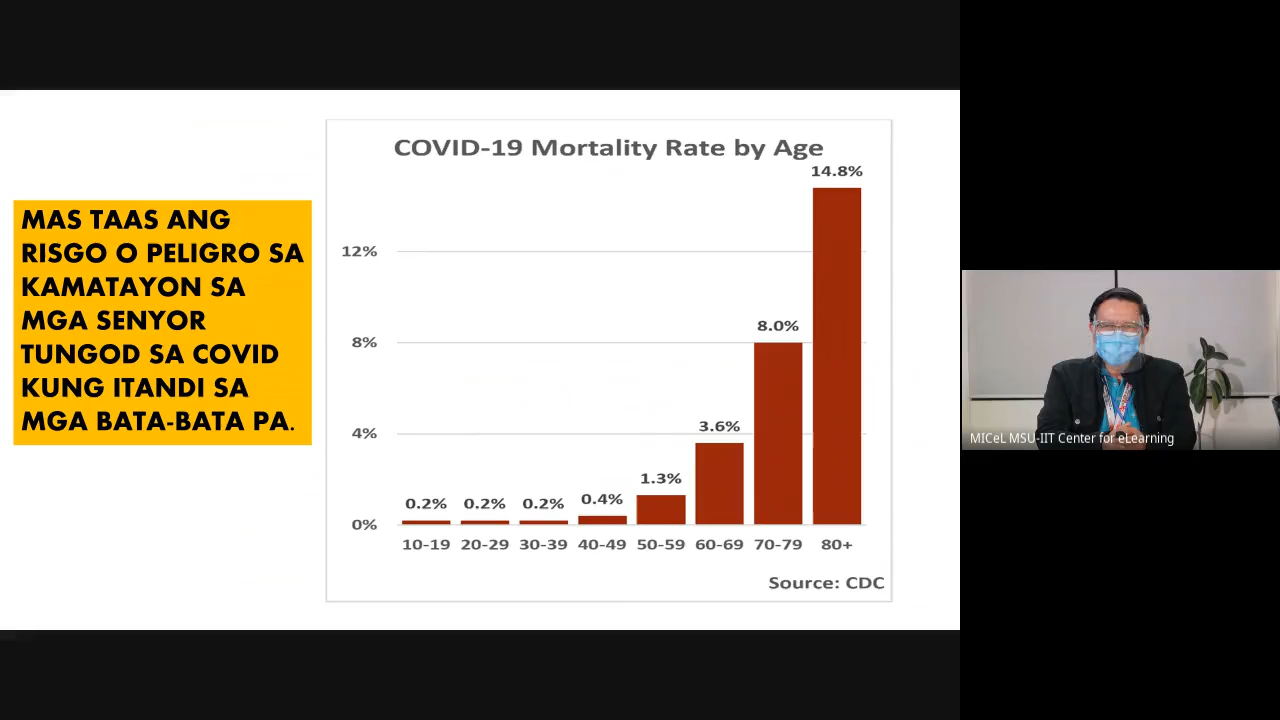 MAS TAAS ANG
RISGO O PELIGRO SA
KAMATAYON SA
MGA SENYOR
TUNGOD SA COVID
KUNG ITANDI SA
MGA BATA-BATA PA.
COVID-19 Mortality Rate by Age
14.8%
12%
8.0%
8%
3.6%
4%
1.3%
0.2% 0.2% 0.2% 0.4%
0%
10-19 20-29 30-39 40-49 50-59 60-69 70-79 80+
Source: CDC
MICeL MSU-IIT Center for eLearning